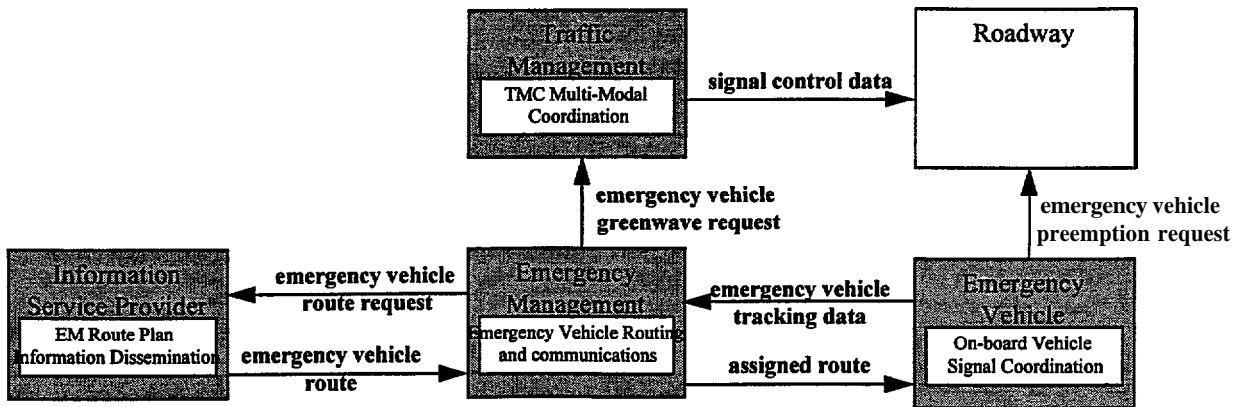 Traffic
Management
TMC Multi-Modal
Coordination
signal control data
Roadway
emergency vehicle
greenwave request
emergency vehicle
preemption request
Information
Service Provider
EM Route Plan
Information Dissemination
emergency vehicle
route request
emergency vehicle
route
Emergency
Management
Emergency Vehicle Routing
and communications
emergency vehicle
tracking data
assigned route
Emergency
Vehicle
On-board Vehicle
Signal Coordination